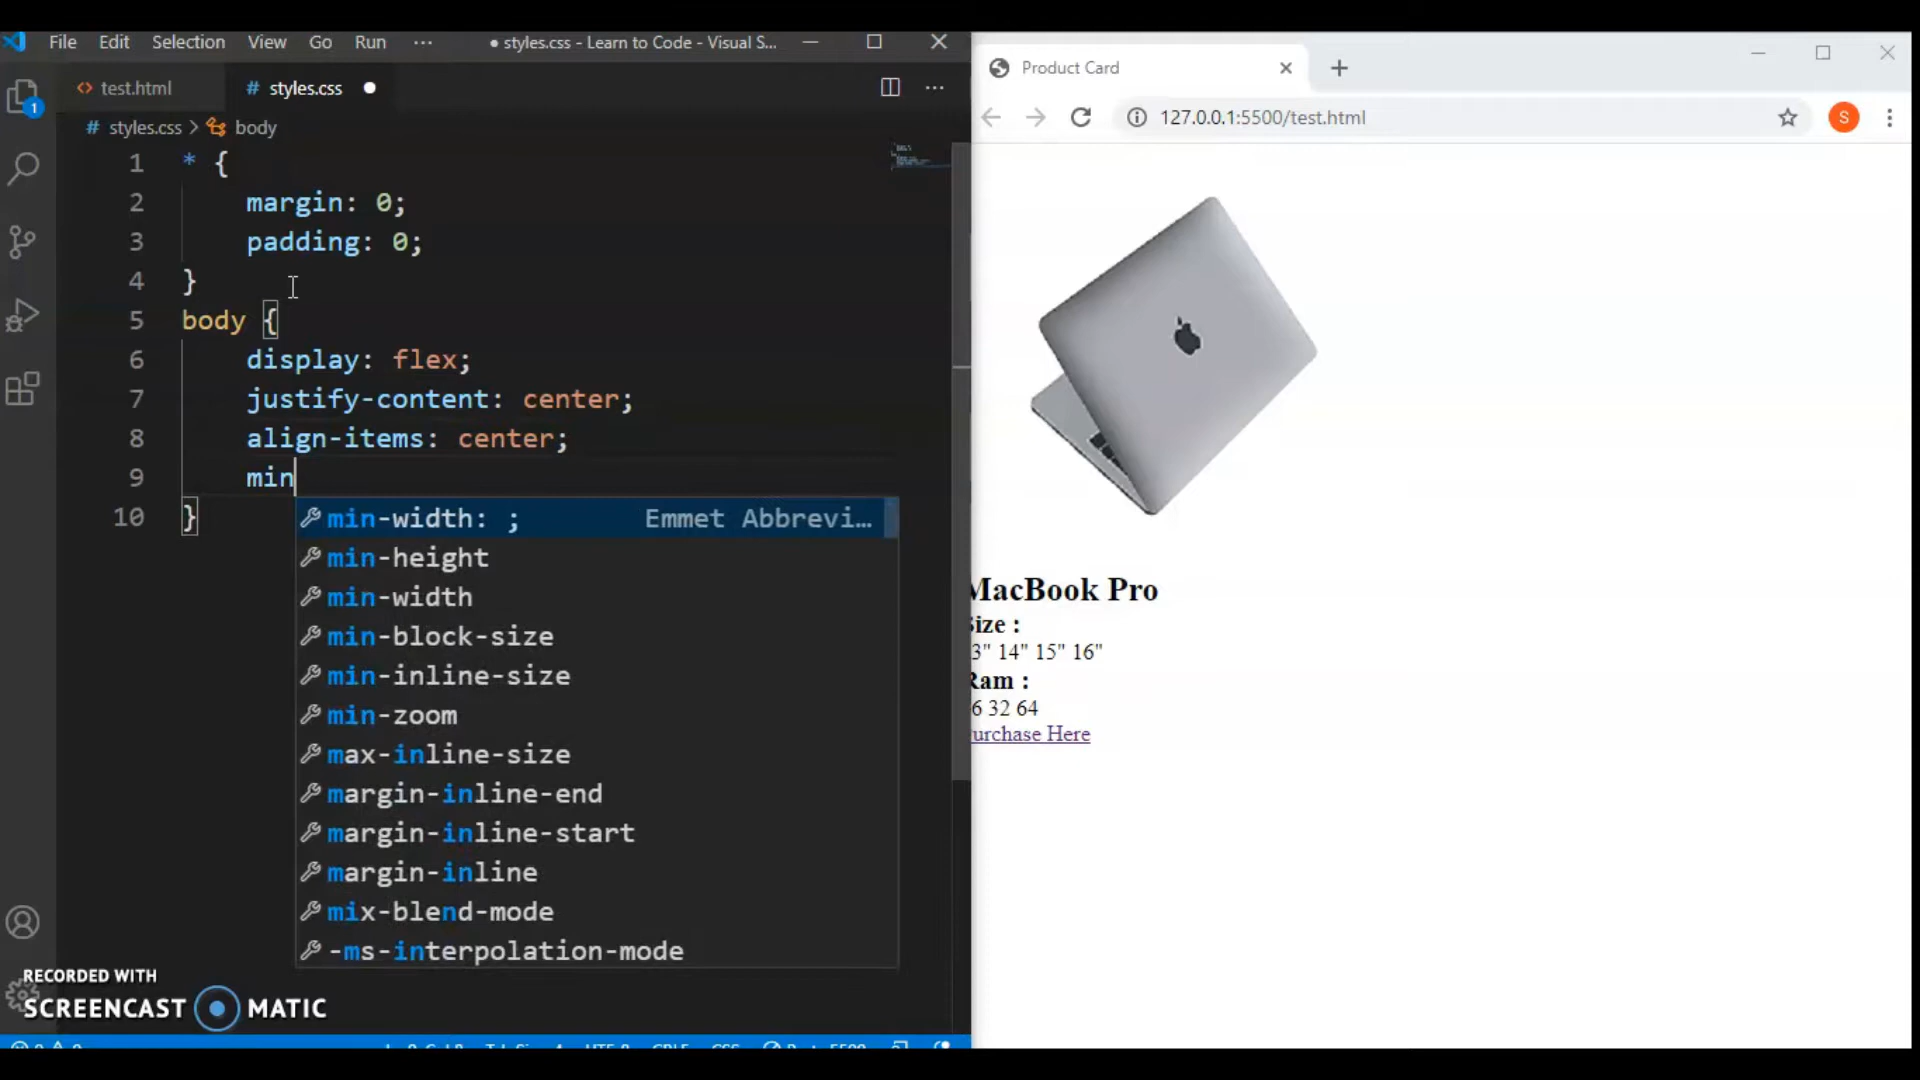 File Edit Selection View Go Run ··· ● styles.css - Learn to Code - Visual S...
<> test.html # styles.css ●
# styles.css > body
1 * {
2 margin: 0;
3 padding: 0;
4 }
5 body {
6 display: flex;
7 justify-content: center;
8 align-items: center;
9 min
10 }
min-width: ; Emmet Abbrevi...
min-height
min-width
min-block-size
min-inline-size
min-zoom
max-inline-size
margin-inline-end
margin-inline-start
margin-inline
mix-blend-mode
-ms-interpolation-mode
1
RECORDED WITH
SCREENCAST MATIC
Product Card
127.0.0.1:5500/test.html
S
MacBook Pro
Size :
3" 14" 15" 16"
Ram :
6 32 64
urchase Here